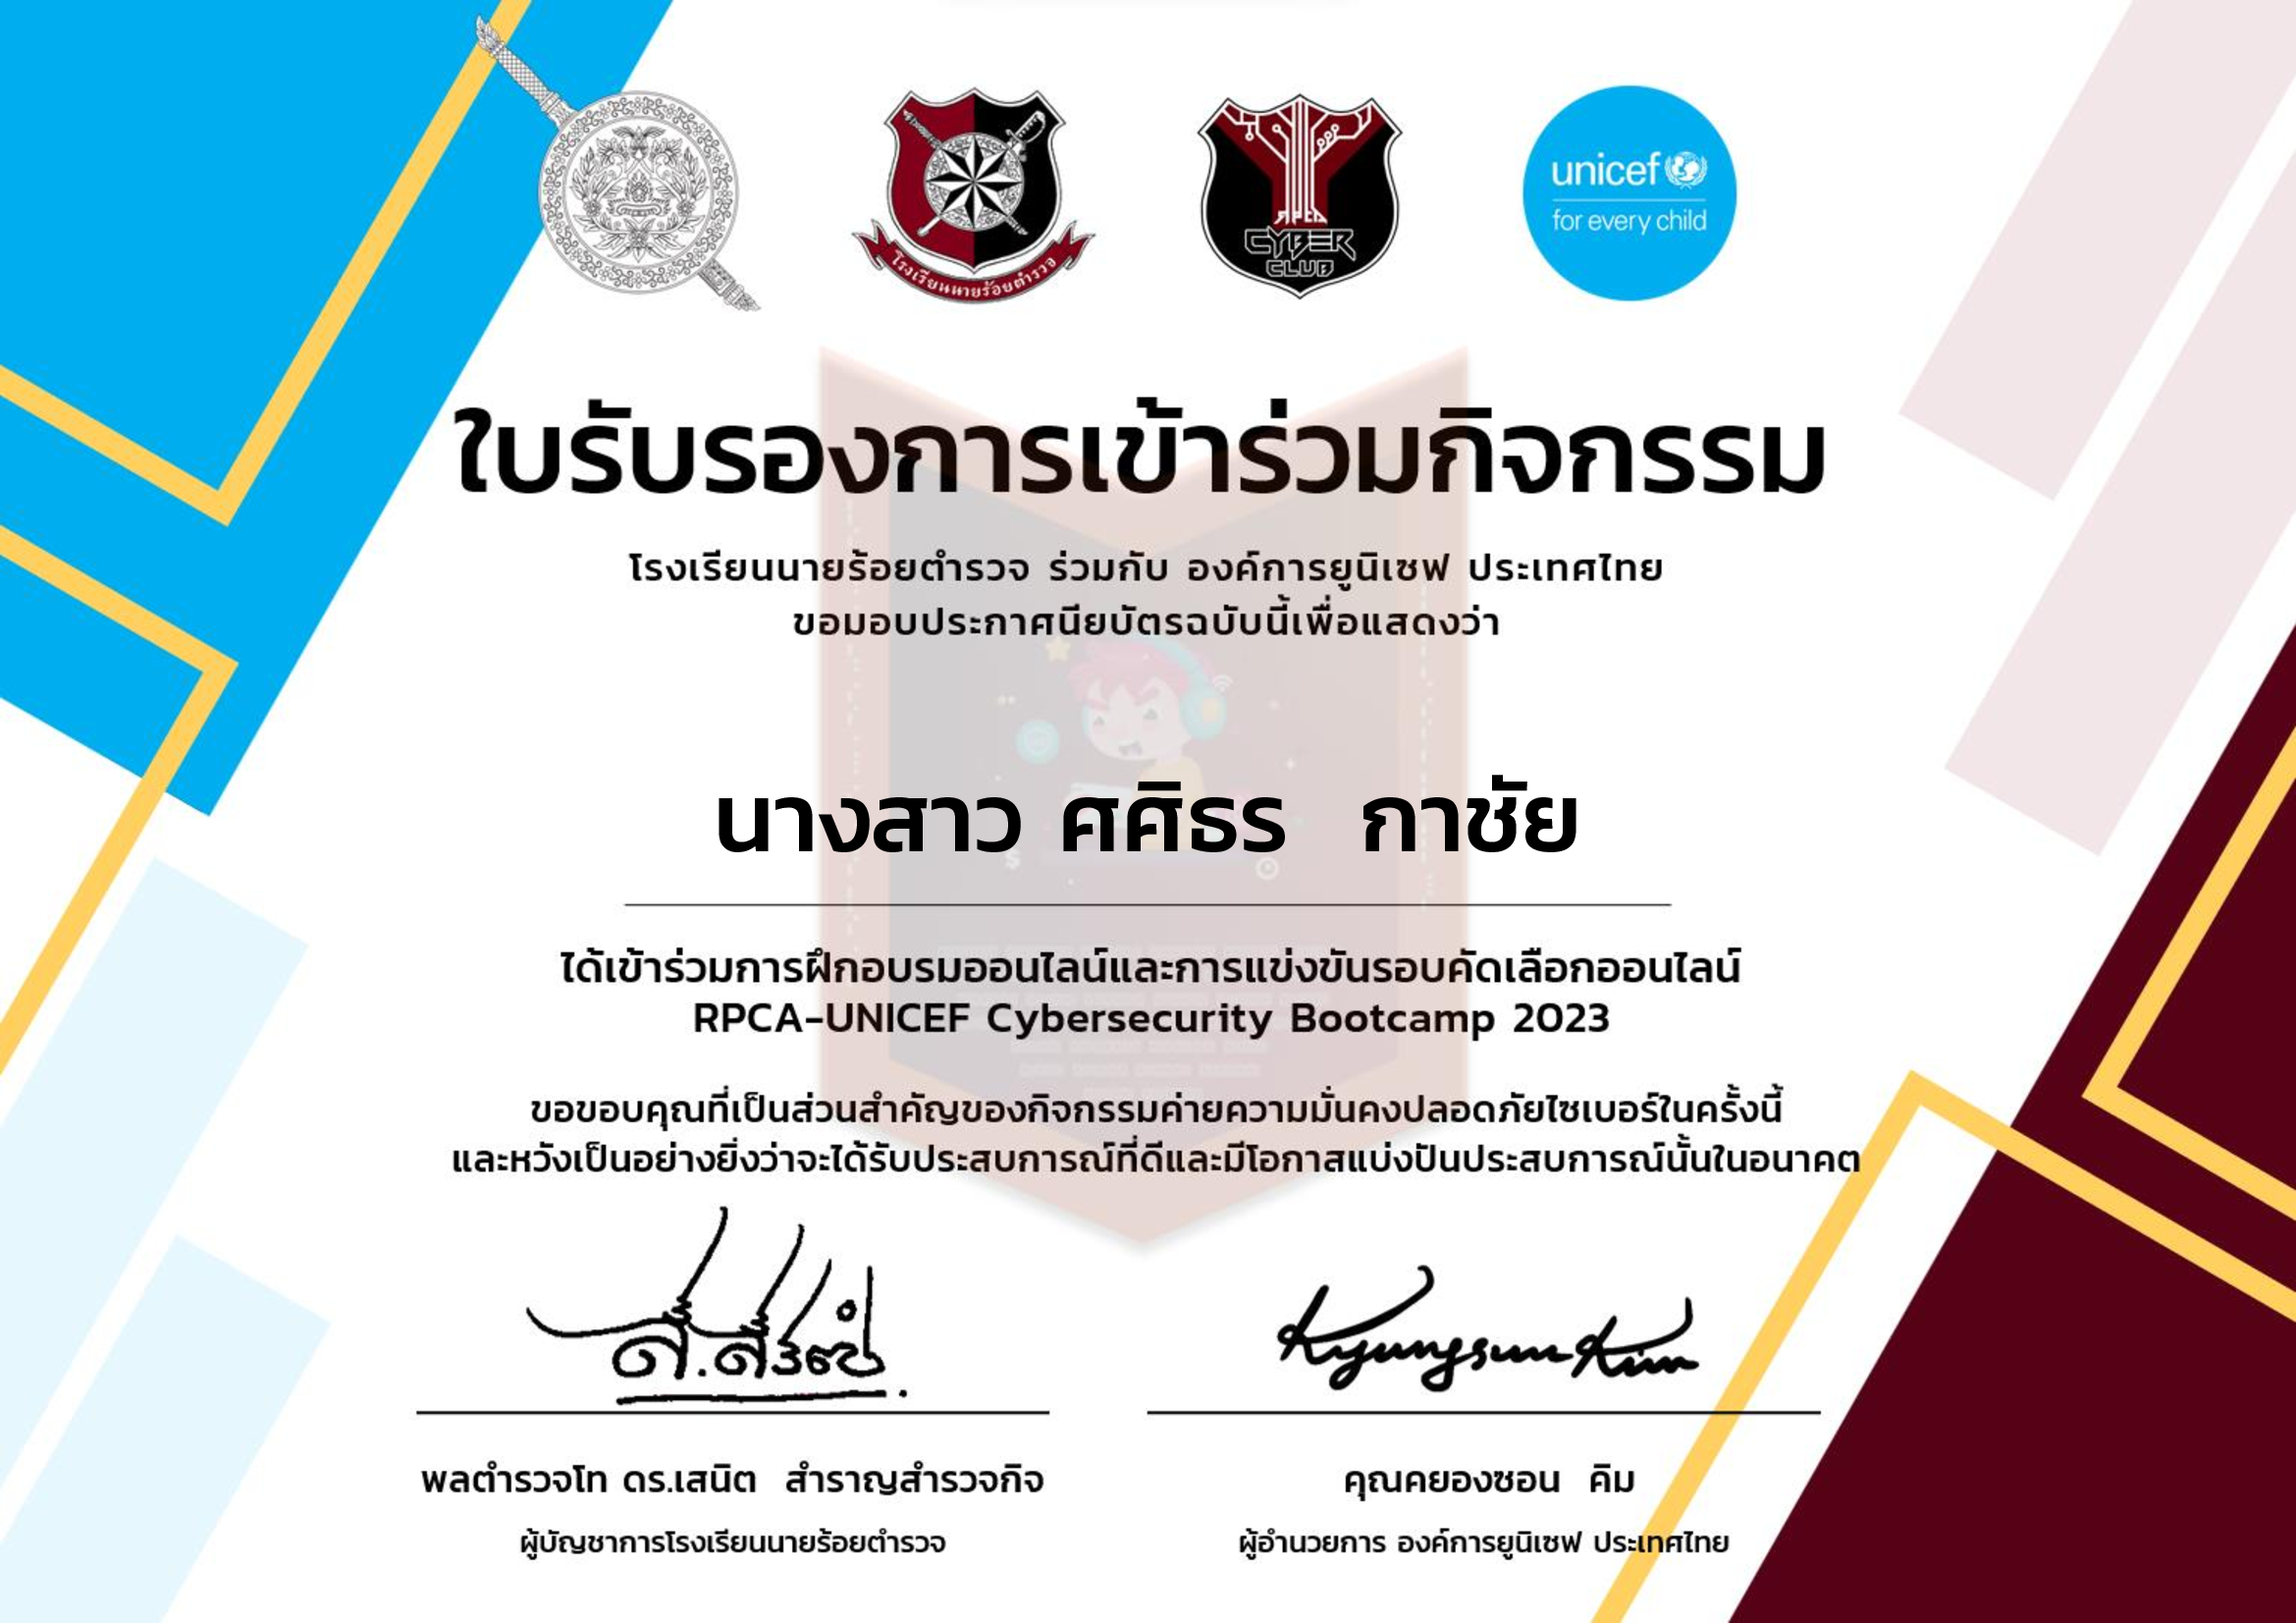 โรงเรียนนายร้อยตำรวจ
RPCA
CYBER
CLUB
unicef
for every child
ใบรับรองการเข้าร่วมกิจกรรม
โรงเรียนนายร้อยตำรวจ ร่วมกับ องค์การยูนิเซฟ ประเทศไทย
ขอมอบประกาศนียบัตรฉบับนี้เพื่อแสดงว่า
นางสาว ศศิธร กาชัย
ได้เข้าร่วมการฝึกอบรมออนไลน์และการแข่งขันรอบคัดเลือกออนไลน์
RPCA-UNICEF Cybersecurity Bootcamp 2023
ขอขอบคุณที่เป็นส่วนสำคัญของกิจกรรมค่ายความมั่นคงปลอดภัยไซเบอร์ในครั้งนี้
และหวังเป็นอย่างยิ่งว่าจะได้รับประสบการณ์ที่ดีและมีโอกาสแบ่งปันประสบการณ์นั้นในอนาคต
Kyungsun Kim
พลตำรวจโท ดร.เสนิต สำราญสำรวจกิจ
คุณคยองซอน คิม
ผู้บัญชาการโรงเรียนนายร้อยตำรวจ
ผู้อำนวยการ องค์การยูนิเซฟ ประเทศไทย